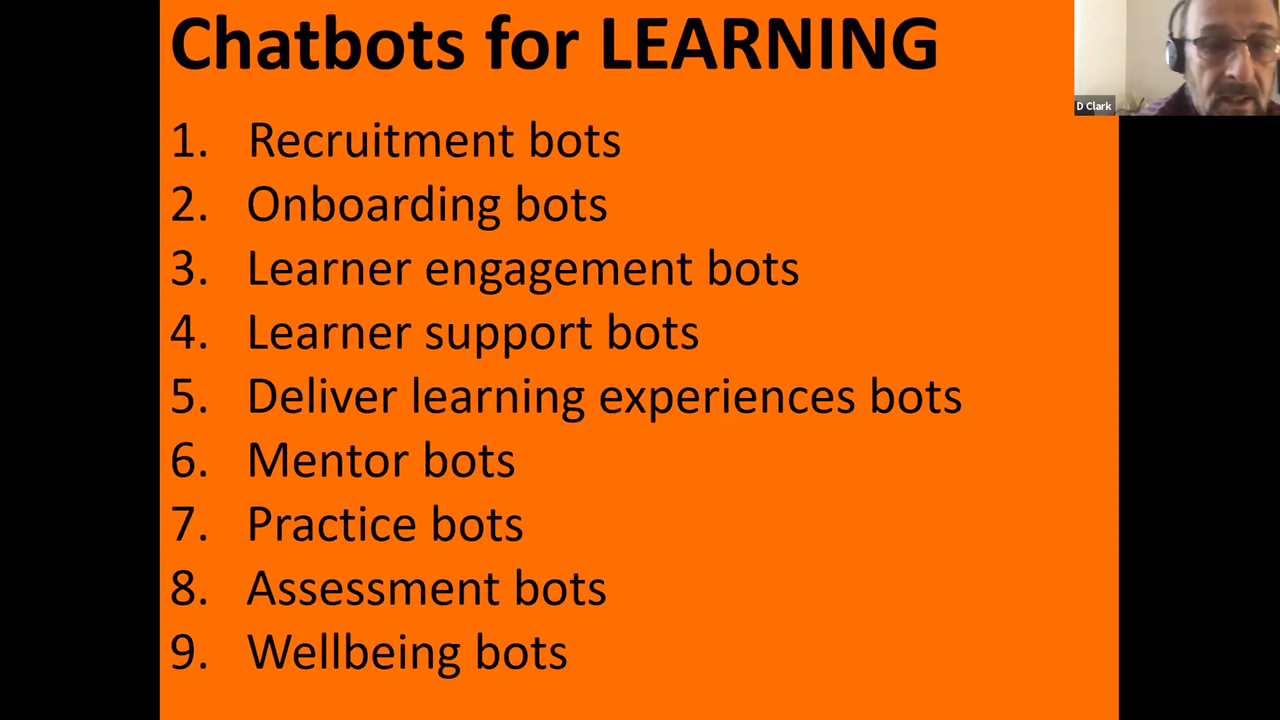 Chatbots for LEARNING
D Clark
1. Recruitment bots
2. Onboarding bots
3. Learner engagement bots
4. Learner support bots
5. Deliver learning experiences bots
6. Mentor bots
7. Practice bots
8. Assessment bots
9. Wellbeing bots